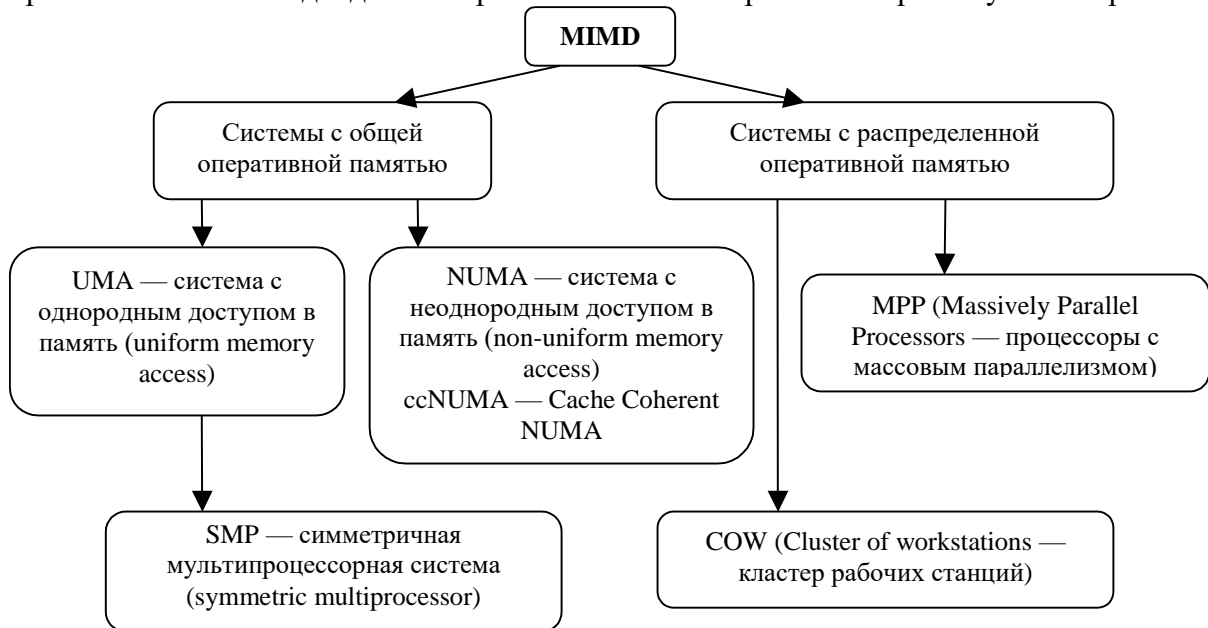 MIMD
Системы с общей
оперативной памятью
Системы с распределенной
оперативной памятью
UMA — система с
однородным доступом в
память (uniform memory
access)
NUMA — система с
неоднородным доступом в
память (non-uniform memory
access)
ccNUMA — Cache Coherent
NUMA
MPP (Massively Parallel
Processors — процессоры с
массовым параллелизмом)
SMP — симметричная
мультипроцессорная система
(symmetric multiprocessor)
COW (Cluster of workstations —
кластер рабочих станций)